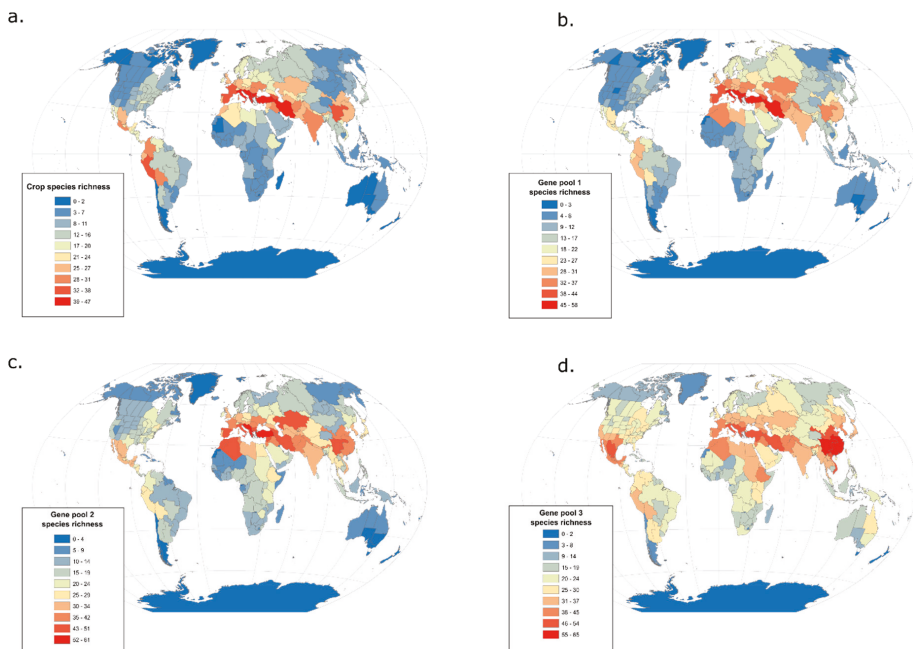 a.
b.
Crop species richness
0 - 2
3 - 7
8 - 11
12 - 16
17 - 20
21 - 24
25 - 27
28 - 31
32 - 38
39 - 47
Gene pool 1
species richness
0 - 3
4 - 8
9 - 12
13 - 17
18 - 22
23 - 27
28 - 31
32 - 37
38 - 44
45 - 58
c.
d.
Gene pool 2
species richness
0 - 4
5 - 9
10 - 14
15 - 19
20 - 24
25 - 29
30 - 34
35 - 42
43 - 51
52 - 61
Gene pool 3
species richness
0 - 2
3 - 8
9 - 14
15 - 19
20 - 24
25 - 30
31 - 37
38 - 45
46 - 54
55 - 65